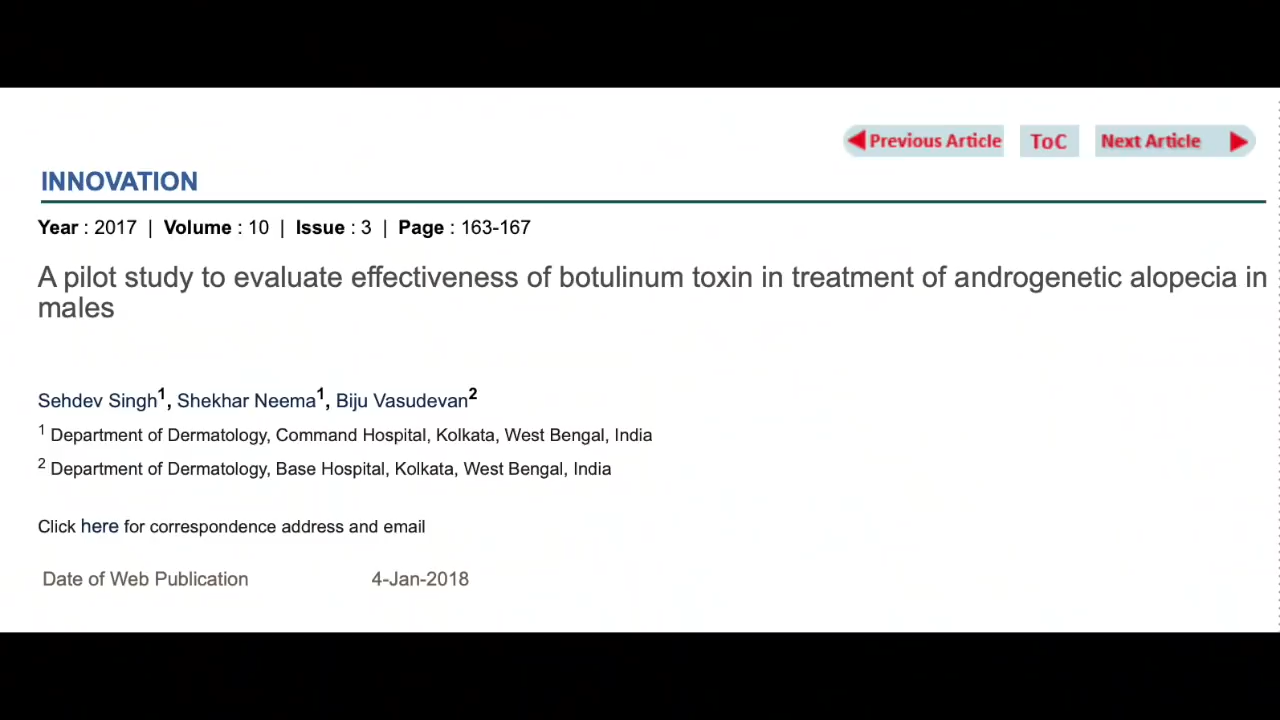 Previous Article ToC Next Article
INNOVATION
Year : 2017 | Volume : 10 | Issue : 3 | Page : 163-167
A pilot study to evaluate effectiveness of botulinum toxin in treatment of androgenetic alopecia in
males
Sehdev Singh1, Shekhar Neema1, Biju Vasudevan2
1 Department of Dermatology, Command Hospital, Kolkata, West Bengal, India
2 Department of Dermatology, Base Hospital, Kolkata, West Bengal, India
Click here for correspondence address and email
Date of Web Publication 4-Jan-2018